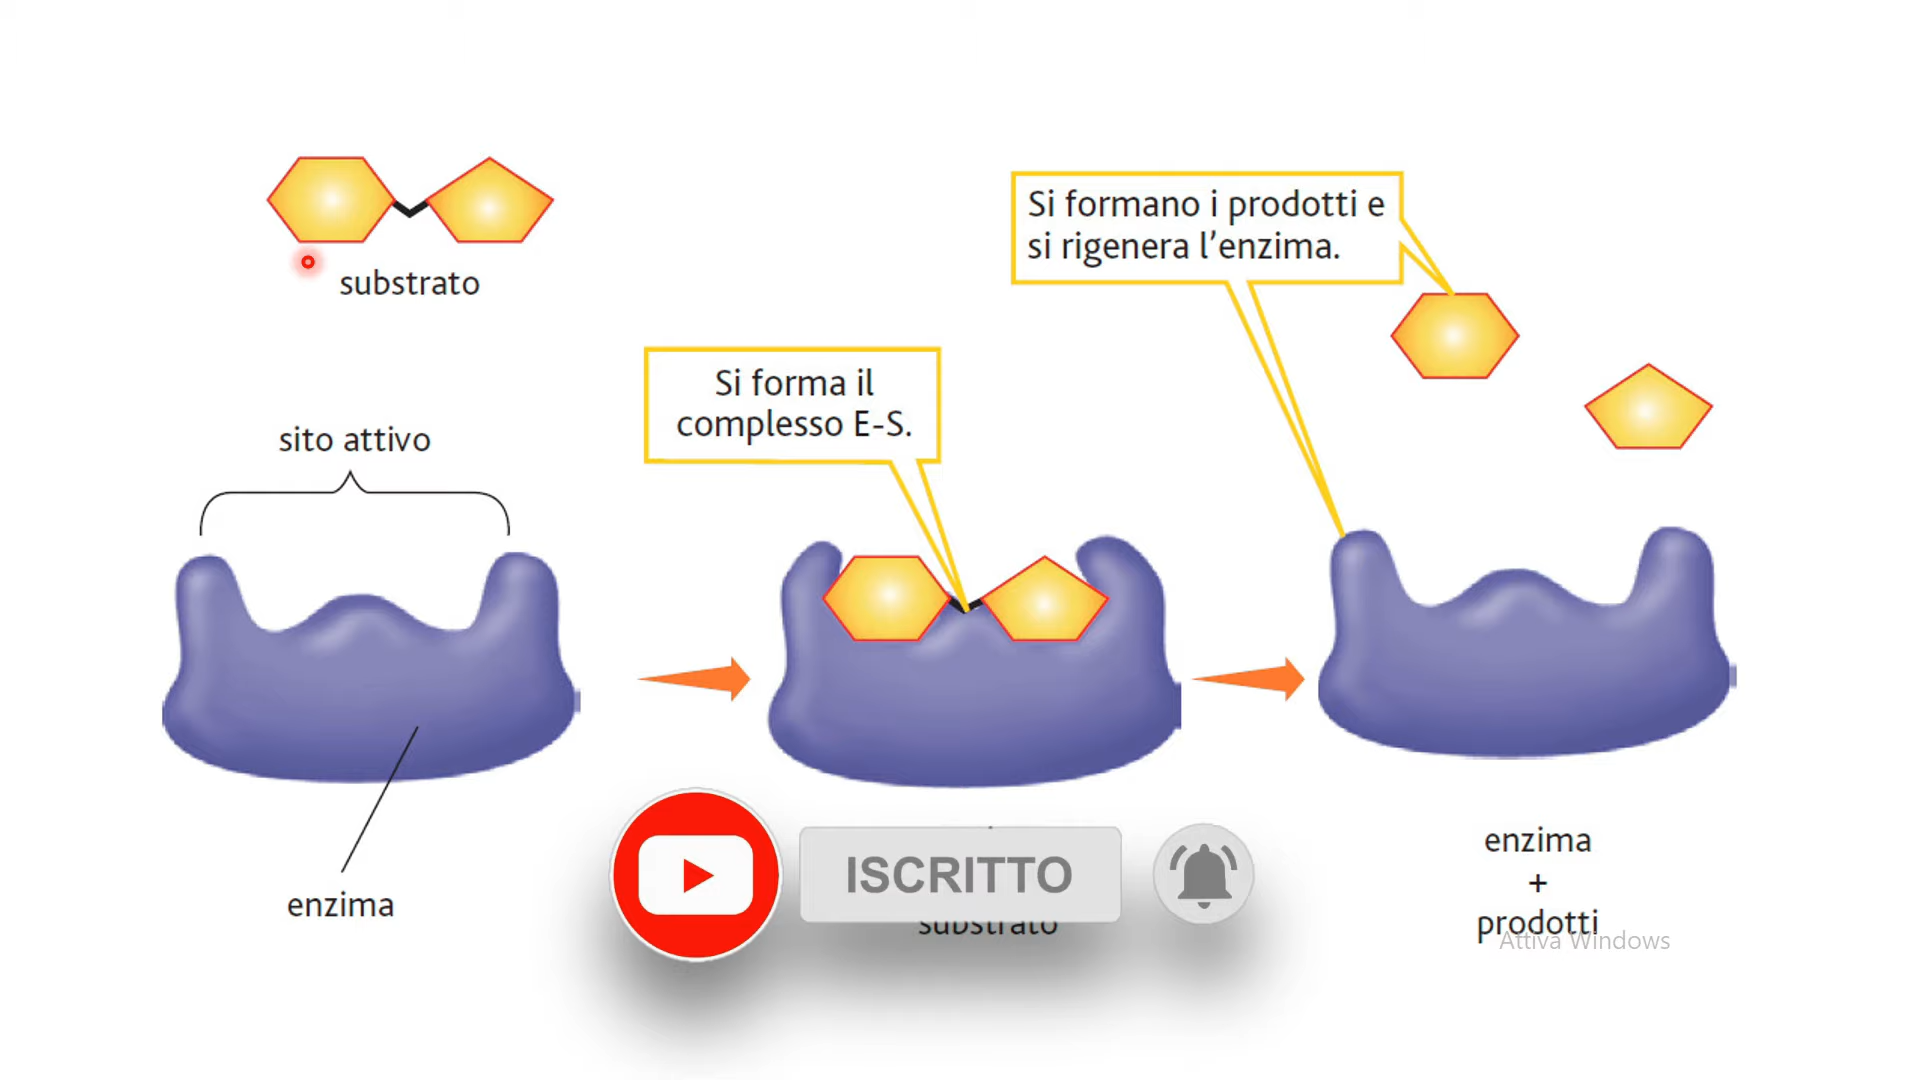 substrato
Si formano i prodotti e
si rigenera l'enzima.
Si forma il
complesso E-S.
sito attivo
enzima
ISCRITTO
substrato
enzima
+
prodotti
Attiva Windows